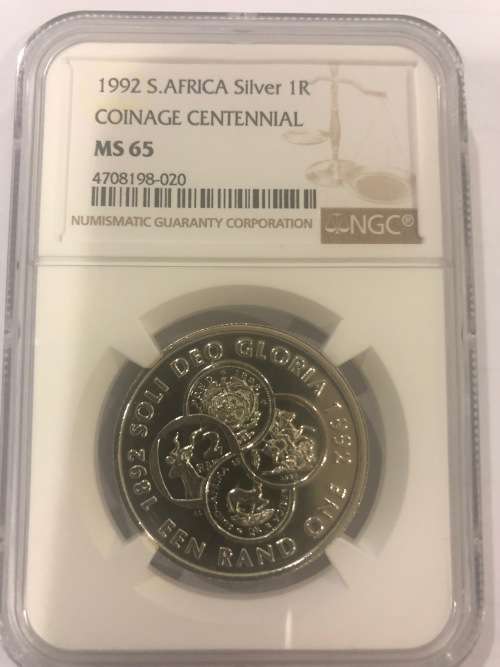 1992 S.AFRICA Silver 1R
COINAGE CENTENNIAL
MS 65
4708198-020
NUMISMATIC GUARANTY CORPORATION
NGC®
1892 SOLI DEO GLORIA 1992
EEN RAND ONE